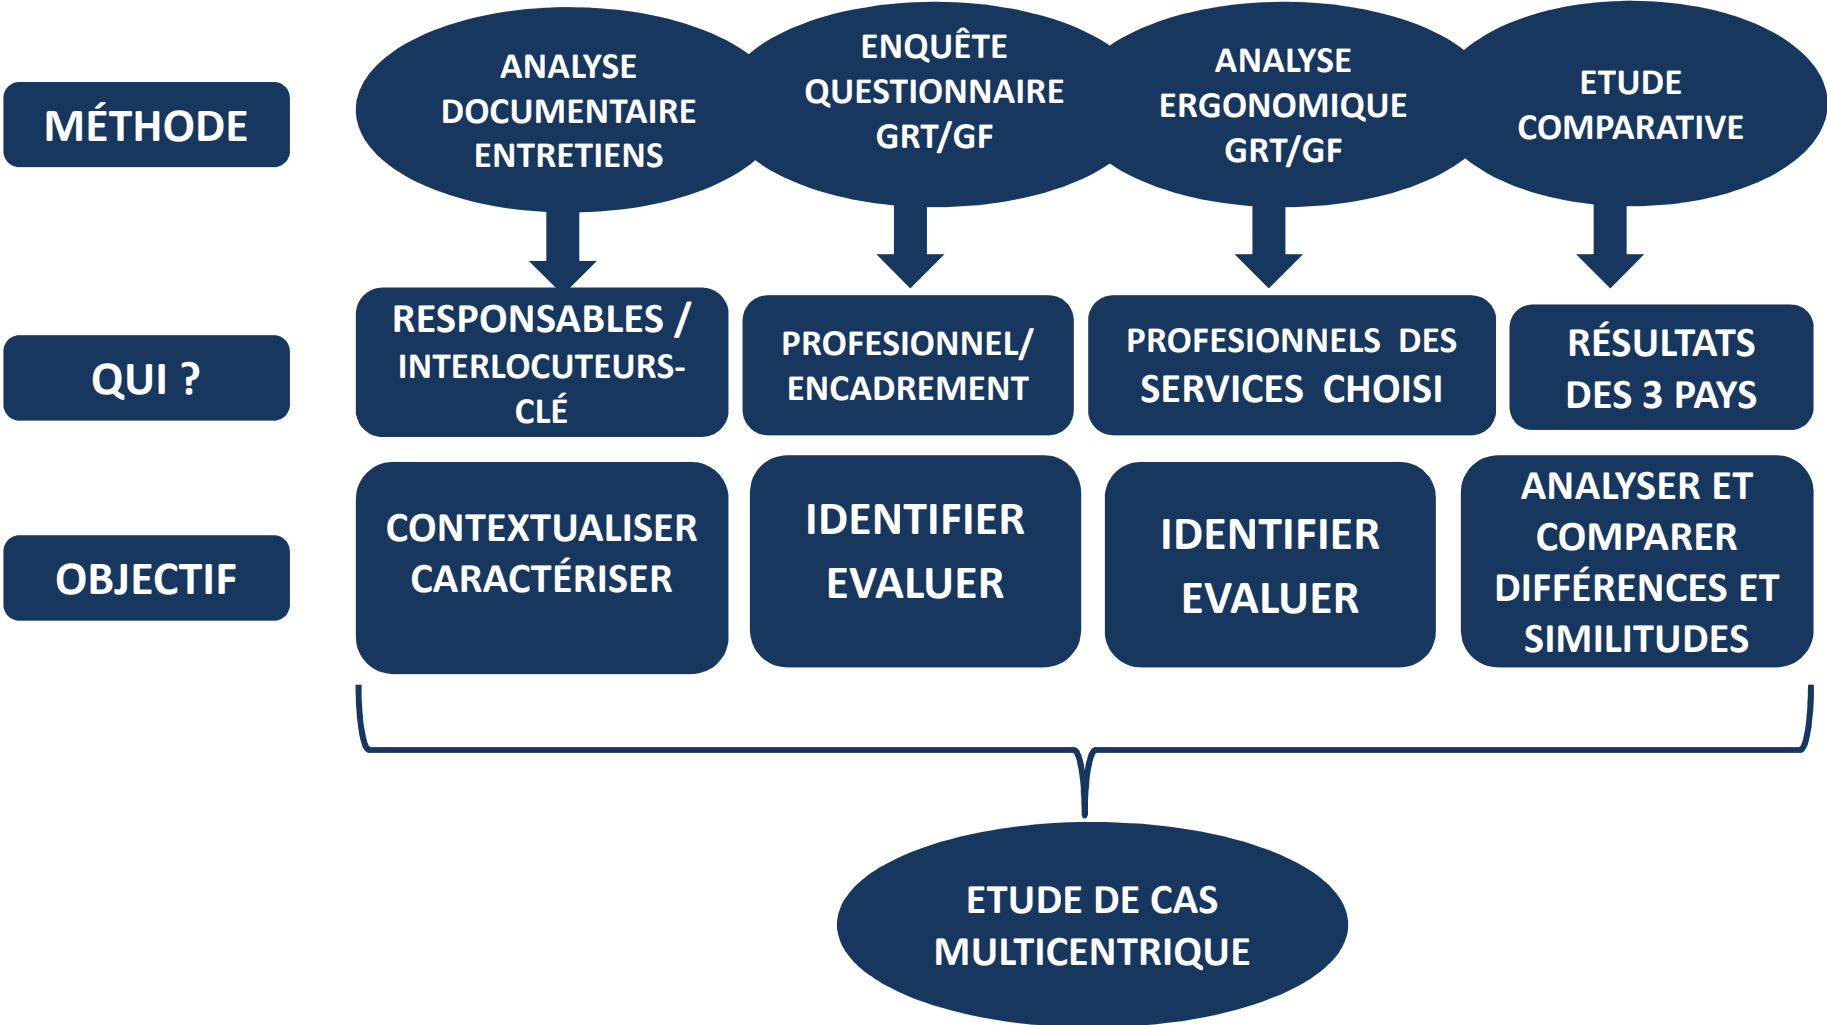 MÉTHODE
ANALYSE
DOCUMENTAIRE
ENTRETIENS
ENQUÊTE
QUESTIONNAIRE
GRT/GF
ANALYSE
ERGONOMIQUE
GRT/GF
ETUDE
COMPARATIVE
QUI ?
RESPONSABLES /
INTERLOCUTEURS-
CLÉ
PROFESIONNEL/
ENCADREMENT
PROFESIONNELS DES
SERVICES CHOISI
RÉSULTATS
DES 3 PAYS
OBJECTIF
CONTEXTUALISER
CARACTÉRISER
IDENTIFIER
EVALUER
IDENTIFIER
EVALUER
ANALYSER ET
COMPARER
DIFFÉRENCES ET
SIMILITUDES
ETUDE DE CAS
MULTICENTRIQUE